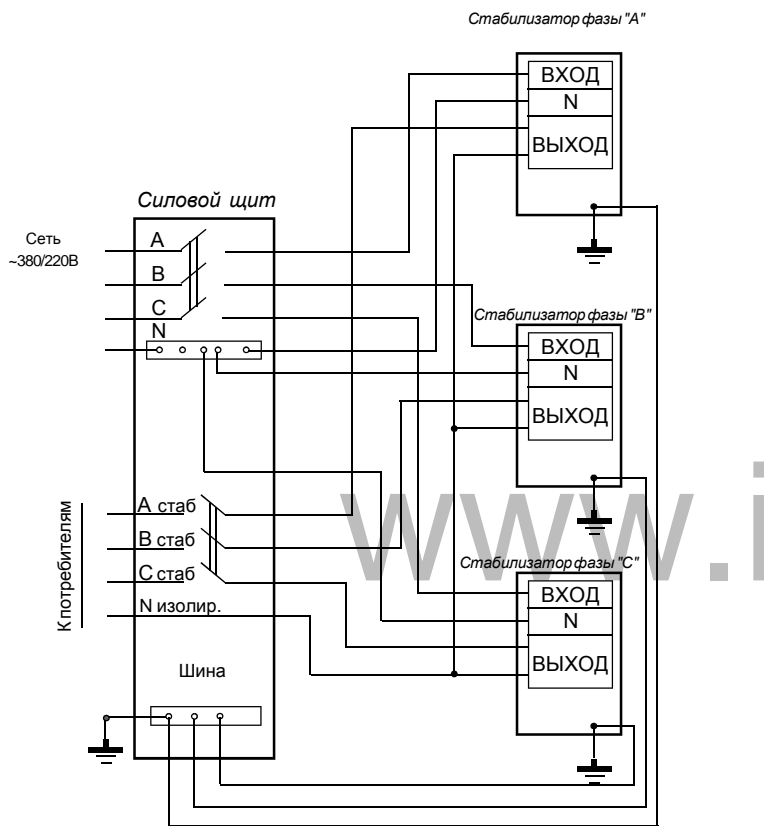 Стабилизатор фазы "А"
ВХОД
N
ВЫХОД
Силовой щит
Сеть
~380/220В
A
B
C
N
Стабилизатор фазы "В"
ВХОД
N
ВЫХОД
А стаб
В стаб
С стаб
N изолир.
К потребителям
Шина
Стабилизатор фазы "С"
ВХОД
N
ВЫХОД
www.i